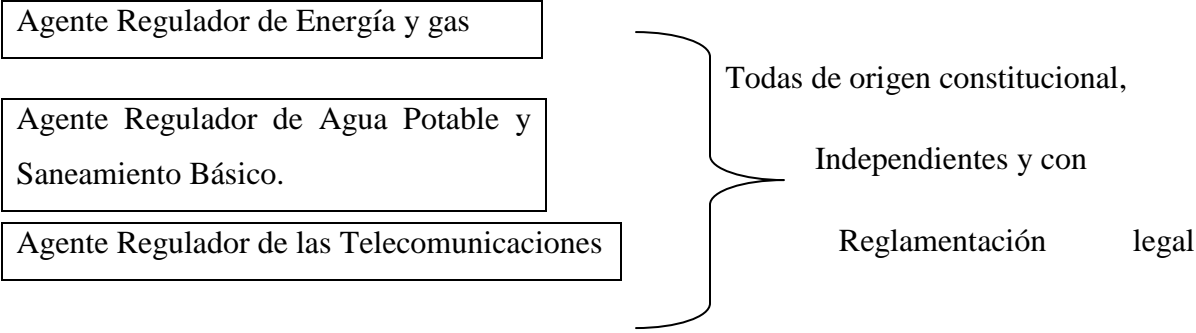 Agente Regulador de Energía y gas
Agente Regulador de Agua Potable y
Saneamiento Básico.
Agente Regulador de las Telecomunicaciones
Todas de origen constitucional,
Independientes y con
Reglamentación legal